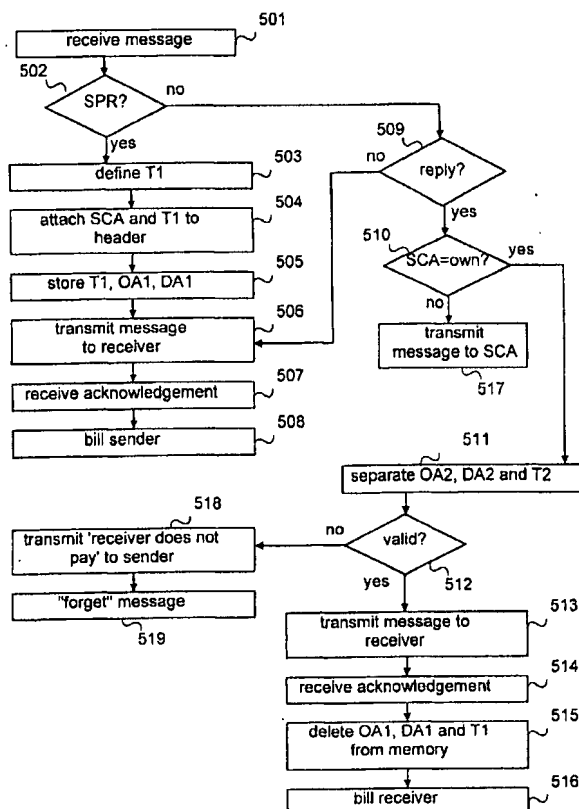 501
receive message
502
SPR?
no
yes
503
define T1
504
attach SCA and T1 to
header
505
store T1, OA1, DA1
506
transmit message
to receiver
507
receive acknowledgement
508
bill sender
509
no
reply?
yes
510
SCA=own?
yes
no
transmit
message to SCA
517
511
separate OA2, DA2 and T2
518
transmit 'receiver does not
pay' to sender
no
valid?
yes
512
"forget" message
519
513
transmit message to
receiver
514
receive acknowledgement
515
delete OA1, DA1 and T1
from memory
516
bill receiver